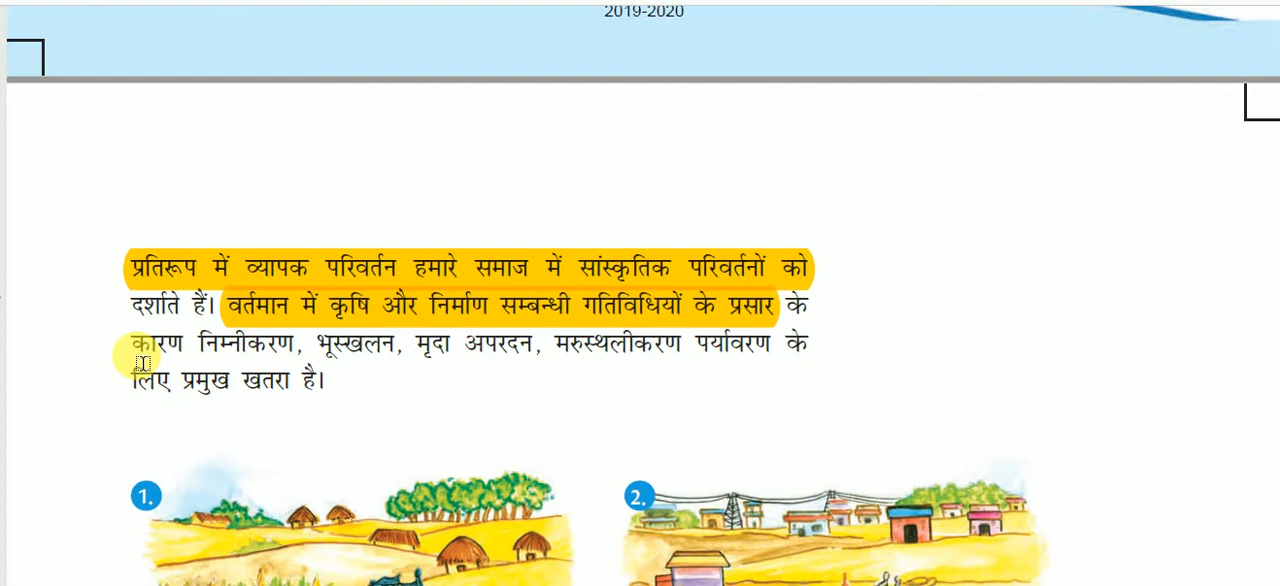 2019-2020
प्रतिरूप में व्यापक परिवर्तन हमारे समाज में सांस्कृतिक परिवर्तनों को
दर्शाते हैं। वर्तमान में कृषि और निर्माण सम्बन्धी गतिविधियों के प्रसार के
कारण निम्नीकरण, भूस्खलन, मृदा अपरदन, मरुस्थलीकरण पर्यावरण के
लिए प्रमुख खतरा है।
1.
2.